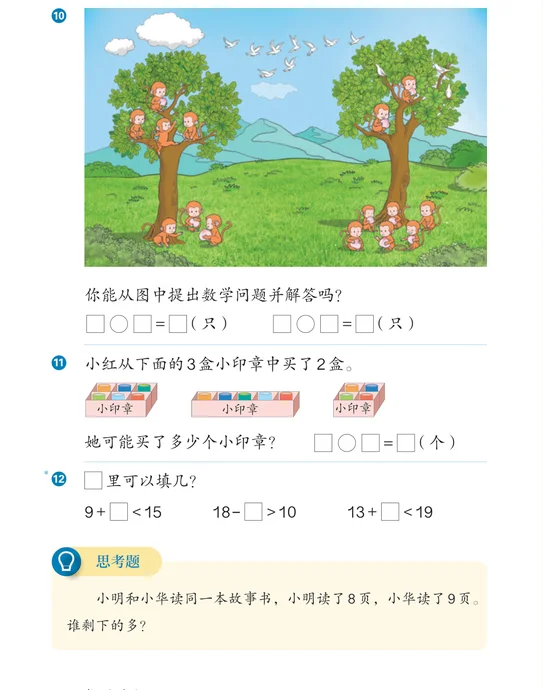 10
你能从图中提出数学问题并解答吗?
□○□=□(只) □○□=□(只)
11 小红从下面的3盒小印章中买了2盒。
小印章 小印章 小印章
她可能买了多少个小印章? □○□=□(个)
12 □里可以填几?
9+□<15 18-□>10 13+□<19
思考题
小明和小华读同一本故事书,小明读了8页,小华读了9页。
谁剩下的多?